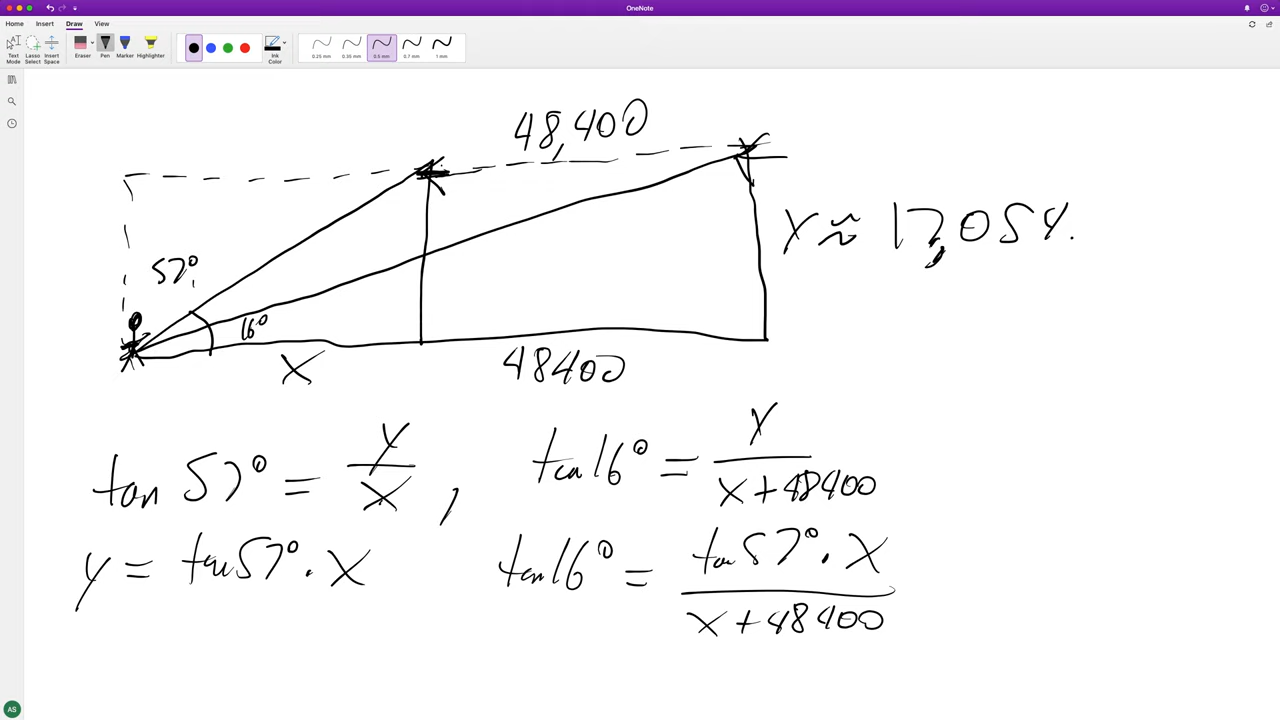 OneNote
Home Insert Draw View
Text Mode
Lasso Select
Insert Space
Eraser
Pen
Marker
Highlighter
Ink Color
0.25 mm
0.35 mm
0.5 mm
0.7 mm
1 mm
48,400
y ≈ 17,054.
57°
16°
x
48400
tan 57° = y/x , tan 16° = y/(x+48400)
y = tan 57° · x
tan 16° = (tan 57° · x)/(x+48400)
AS